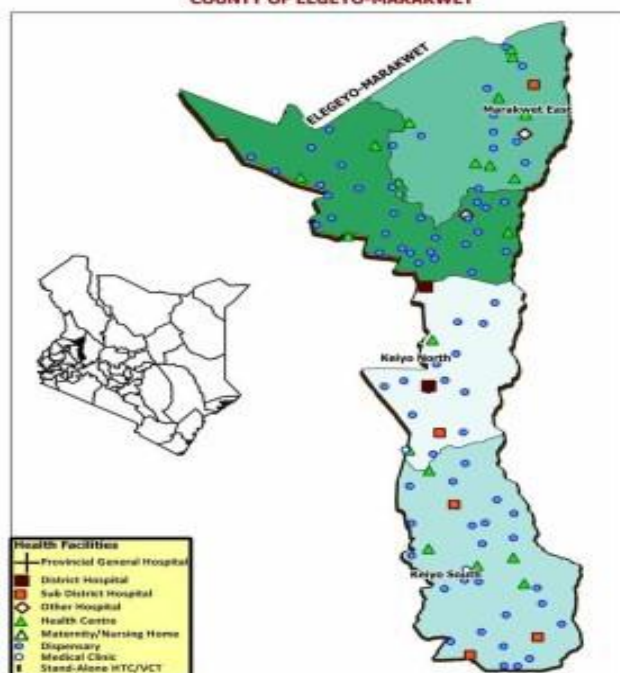 COUNTY OF ELGEYO-MARAKWET
ELEGEYO-MARAKWET
Marakwet East
Keiyo North
Keiyo South
Health Facilities
Provincial General Hospital
District Hospital
Sub District Hospital
Other Hospital
Health Centre
Maternity/Nursing Home
Dispensary
Medical Clinic
Stand-Alone HTC/VCT